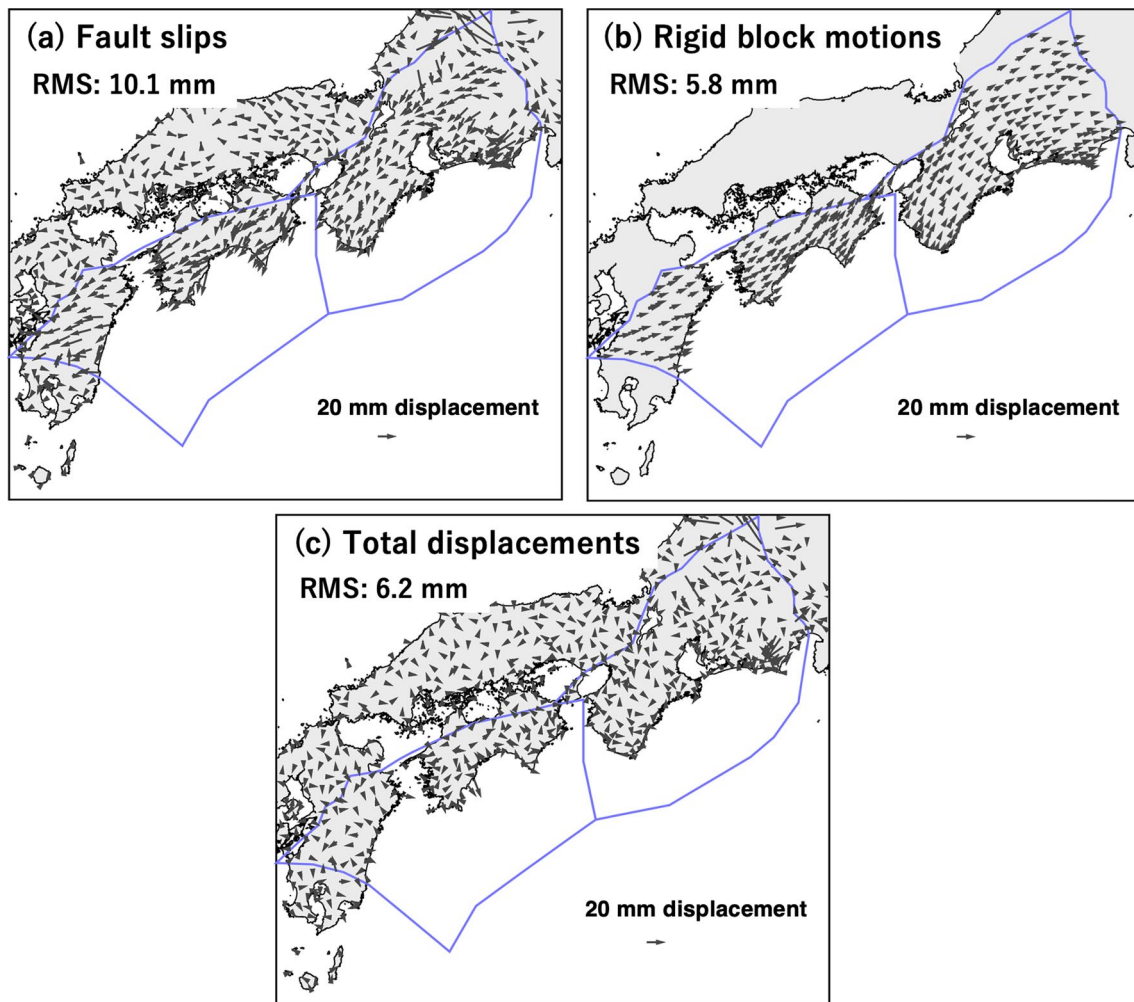 (a) Fault slips
RMS: 10.1 mm
20 mm displacement
(b) Rigid block motions
RMS: 5.8 mm
20 mm displacement
(c) Total displacements
RMS: 6.2 mm
20 mm displacement